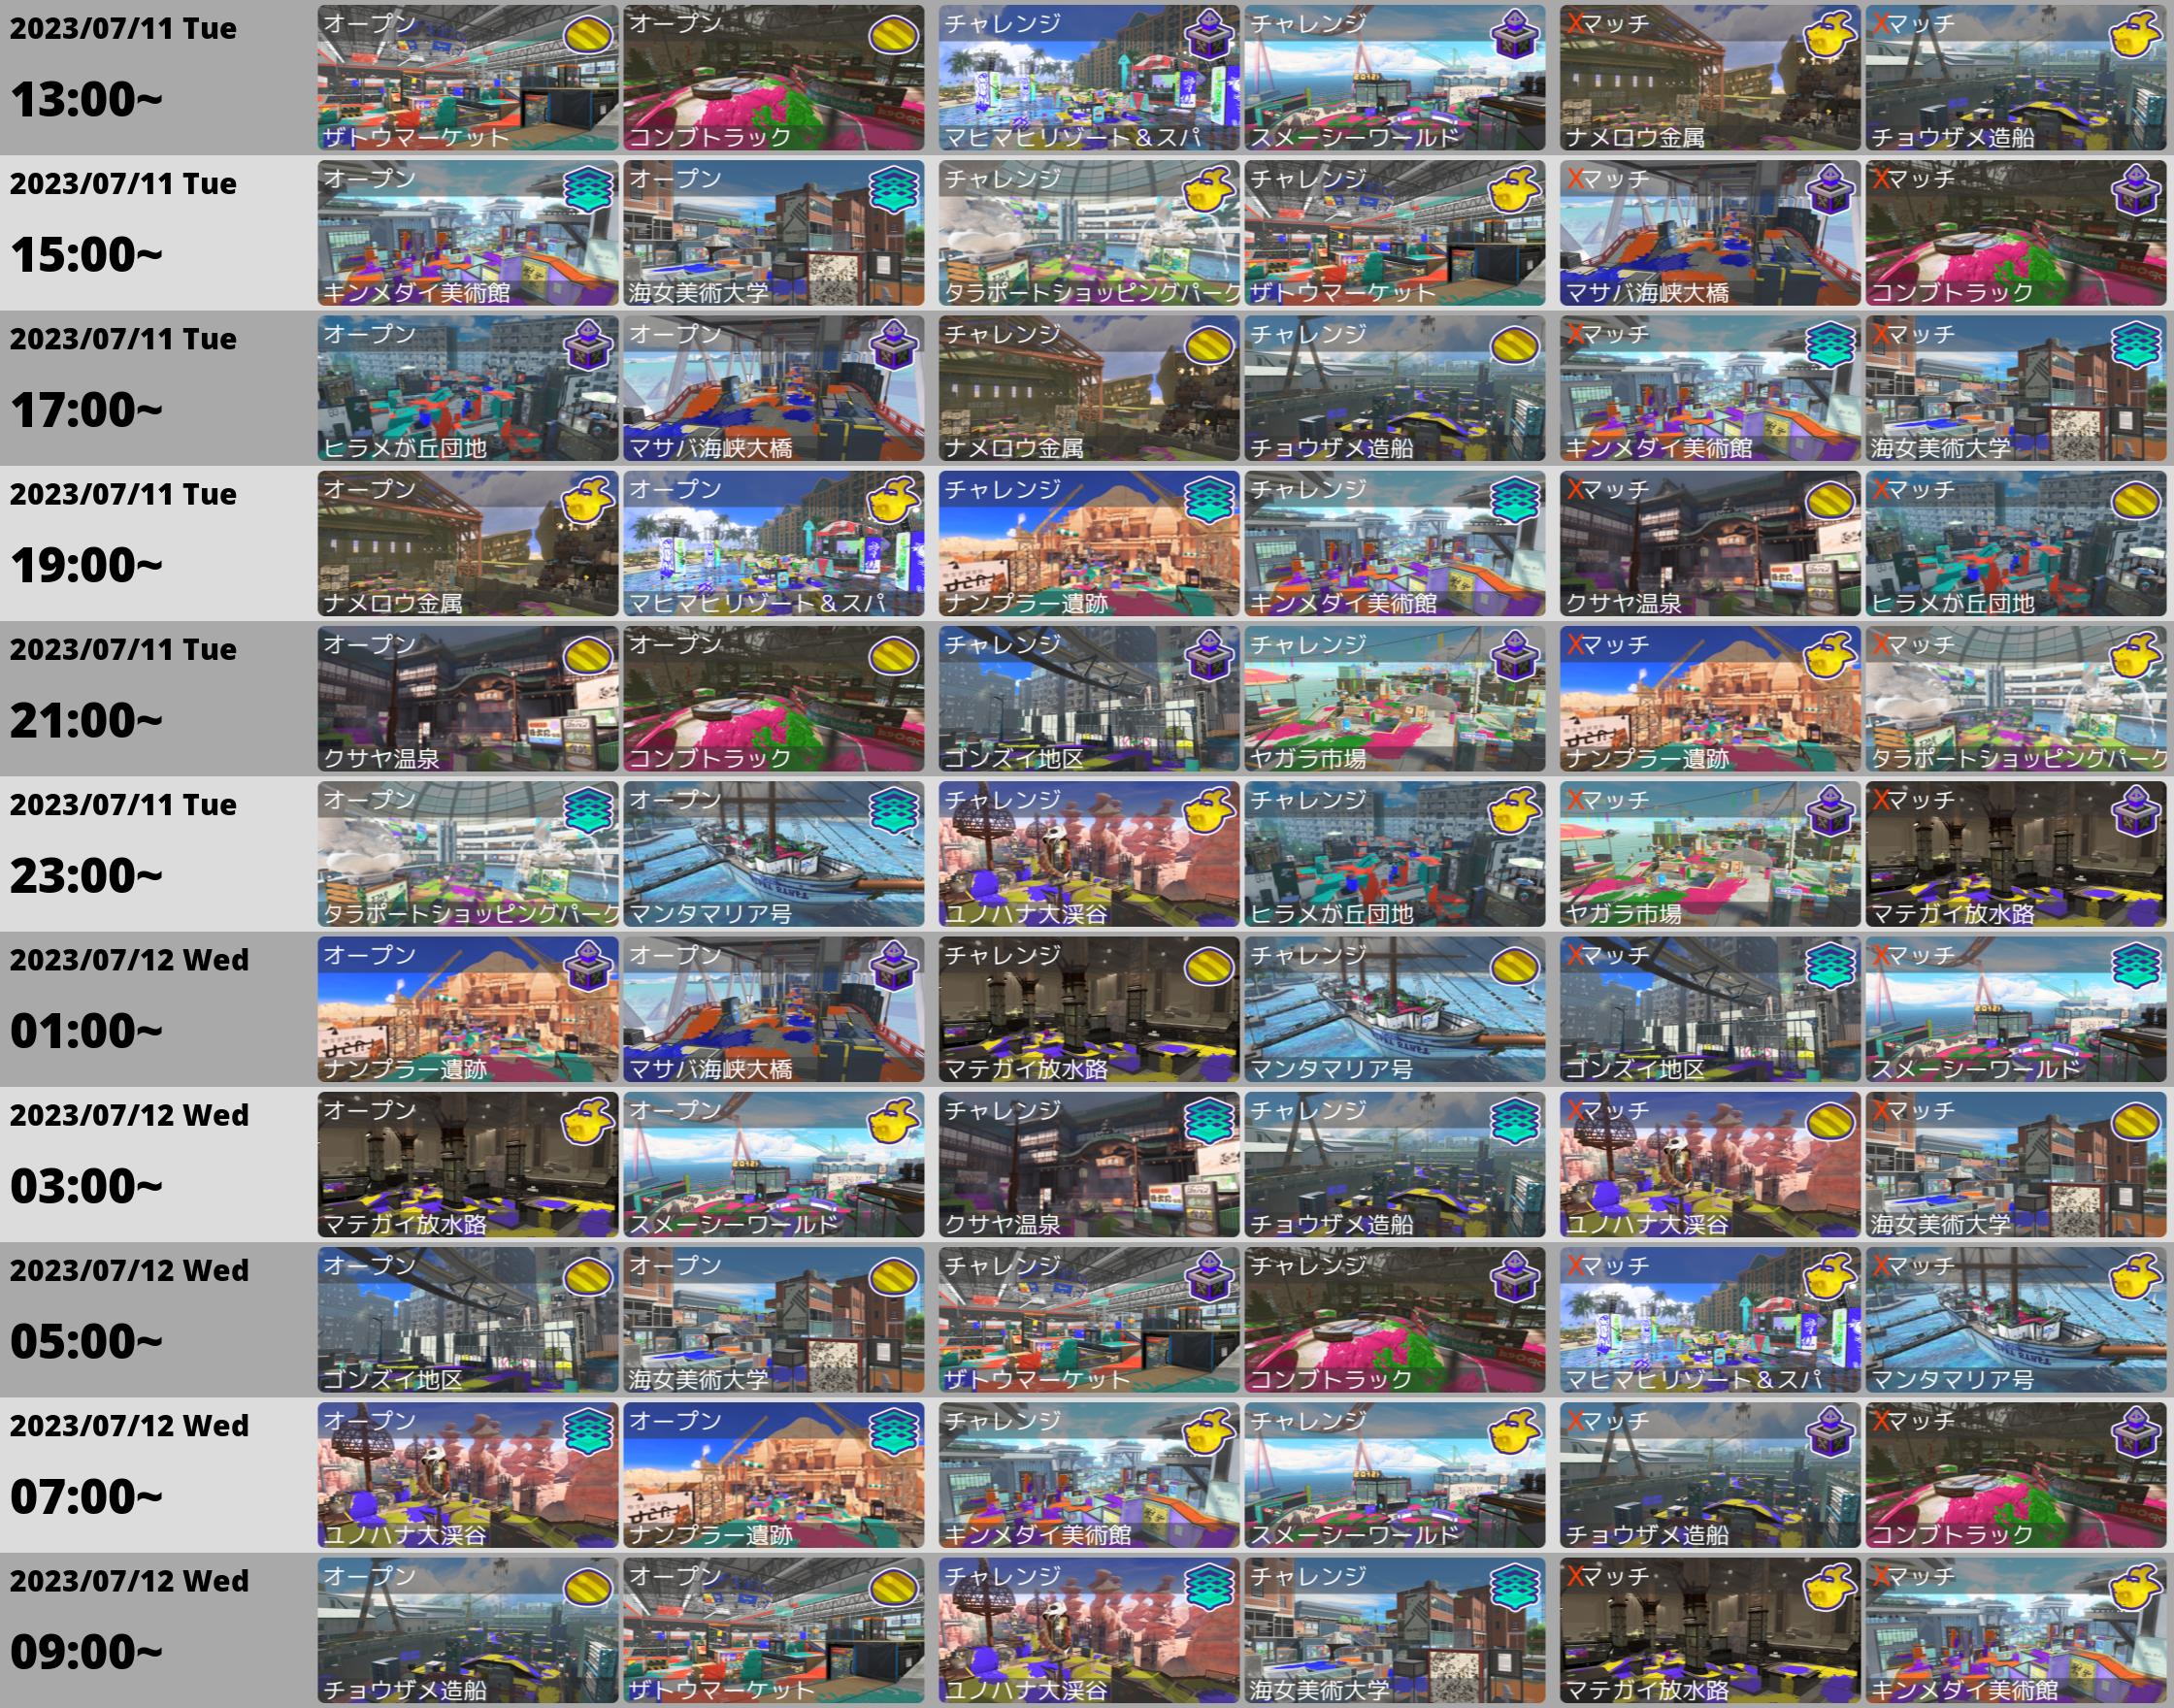 2023/07/11 Tue
13:00~
オープン オープン チャレンジ チャレンジ Xマッチ Xマッチ
ザトウマーケット コンブトラック マヒマヒリゾート＆スパ スメーシーワールド ナメロウ金属 チョウザメ造船
2023/07/11 Tue
15:00~
オープン オープン チャレンジ チャレンジ Xマッチ Xマッチ
キンメダイ美術館 海女美術大学 タラポートショッピングパーク ザトウマーケット マサバ海峡大橋 コンブトラック
2023/07/11 Tue
17:00~
オープン オープン チャレンジ チャレンジ Xマッチ Xマッチ
ヒラメが丘団地 マサバ海峡大橋 ナメロウ金属 チョウザメ造船 キンメダイ美術館 海女美術大学
2023/07/11 Tue
19:00~
オープン オープン チャレンジ チャレンジ Xマッチ Xマッチ
ナメロウ金属 マヒマヒリゾート＆スパ ナンプラー遺跡 キンメダイ美術館 クサヤ温泉 ヒラメが丘団地
2023/07/11 Tue
21:00~
オープン オープン チャレンジ チャレンジ Xマッチ Xマッチ
クサヤ温泉 コンブトラック ゴンズイ地区 ヤガラ市場 ナンプラー遺跡 タラポートショッピングパーク
2023/07/11 Tue
23:00~
オープン オープン チャレンジ チャレンジ Xマッチ Xマッチ
タラポートショッピングパーク マンタマリア号 ユノハナ大渓谷 ヒラメが丘団地 ヤガラ市場 マテガイ放水路
2023/07/12 Wed
01:00~
オープン オープン チャレンジ チャレンジ Xマッチ Xマッチ
ナンプラー遺跡 マサバ海峡大橋 マテガイ放水路 マンタマリア号 ゴンズイ地区 スメーシーワールド
2023/07/12 Wed
03:00~
オープン オープン チャレンジ チャレンジ Xマッチ Xマッチ
マテガイ放水路 スメーシーワールド クサヤ温泉 チョウザメ造船 ユノハナ大渓谷 海女美術大学
2023/07/12 Wed
05:00~
オープン オープン チャレンジ チャレンジ Xマッチ Xマッチ
ゴンズイ地区 海女美術大学 ザトウマーケット コンブトラック マヒマヒリゾート＆スパ マンタマリア号
2023/07/12 Wed
07:00~
オープン オープン チャレンジ チャレンジ Xマッチ Xマッチ
ユノハナ大渓谷 ナンプラー遺跡 キンメダイ美術館 スメーシーワールド チョウザメ造船 コンブトラック
2023/07/12 Wed
09:00~
オープン オープン チャレンジ チャレンジ Xマッチ Xマッチ
チョウザメ造船 ザトウマーケット ユノハナ大渓谷 海女美術大学 マテガイ放水路 キンメダイ美術館